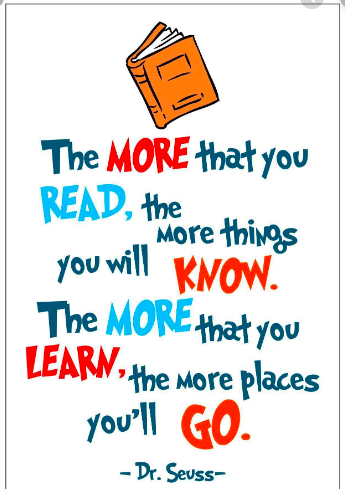 The MORE that you
READ, the
more things
you will KNOW.
The MORE that you
LEARN, the more places
you'll GO.
- Dr. Seuss-